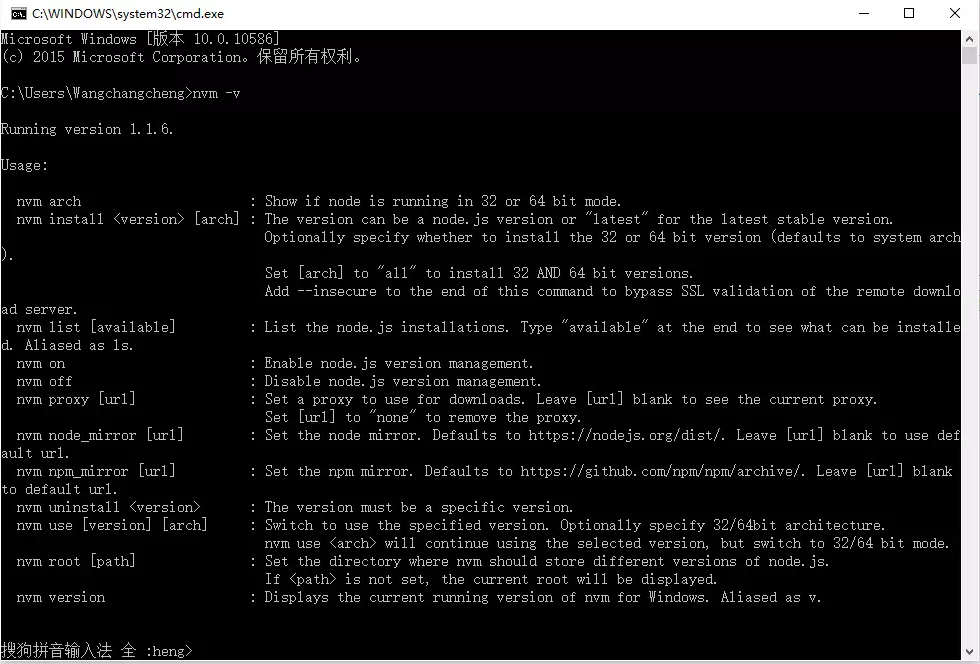 C:\WINDOWS\system32\cmd.exe
Microsoft Windows [版本 10.0.10586]
(c) 2015 Microsoft Corporation。保留所有权利。
C:\Users\Wangchangcheng>nvm -v
Running version 1.1.6.
Usage:
nvm arch : Show if node is running in 32 or 64 bit mode.
nvm install <version> [arch] : The version can be a node.js version or "latest" for the latest stable version.
Optionally specify whether to install the 32 or 64 bit version (defaults to system arch
).
Set [arch] to "all" to install 32 AND 64 bit versions.
Add --insecure to the end of this command to bypass SSL validation of the remote downlo
ad server.
nvm list [available] : List the node.js installations. Type "available" at the end to see what can be installe
d. Aliased as ls.
nvm on : Enable node.js version management.
nvm off : Disable node.js version management.
nvm proxy [url] : Set a proxy to use for downloads. Leave [url] blank to see the current proxy.
Set [url] to "none" to remove the proxy.
nvm node_mirror [url] : Set the node mirror. Defaults to https://nodejs.org/dist/. Leave [url] blank to use def
ault url.
nvm npm_mirror [url] : Set the npm mirror. Defaults to https://github.com/npm/npm/archive/. Leave [url] blank
to default url.
nvm uninstall <version> : The version must be a specific version.
nvm use [version] [arch] : Switch to use the specified version. Optionally specify 32/64bit architecture.
nvm use <arch> will continue using the selected version, but switch to 32/64 bit mode.
nvm root [path] : Set the directory where nvm should store different versions of node.js.
If <path> is not set, the current root will be displayed.
nvm version : Displays the current running version of nvm for Windows. Aliased as v.
搜狗拼音输入法 全 :heng>